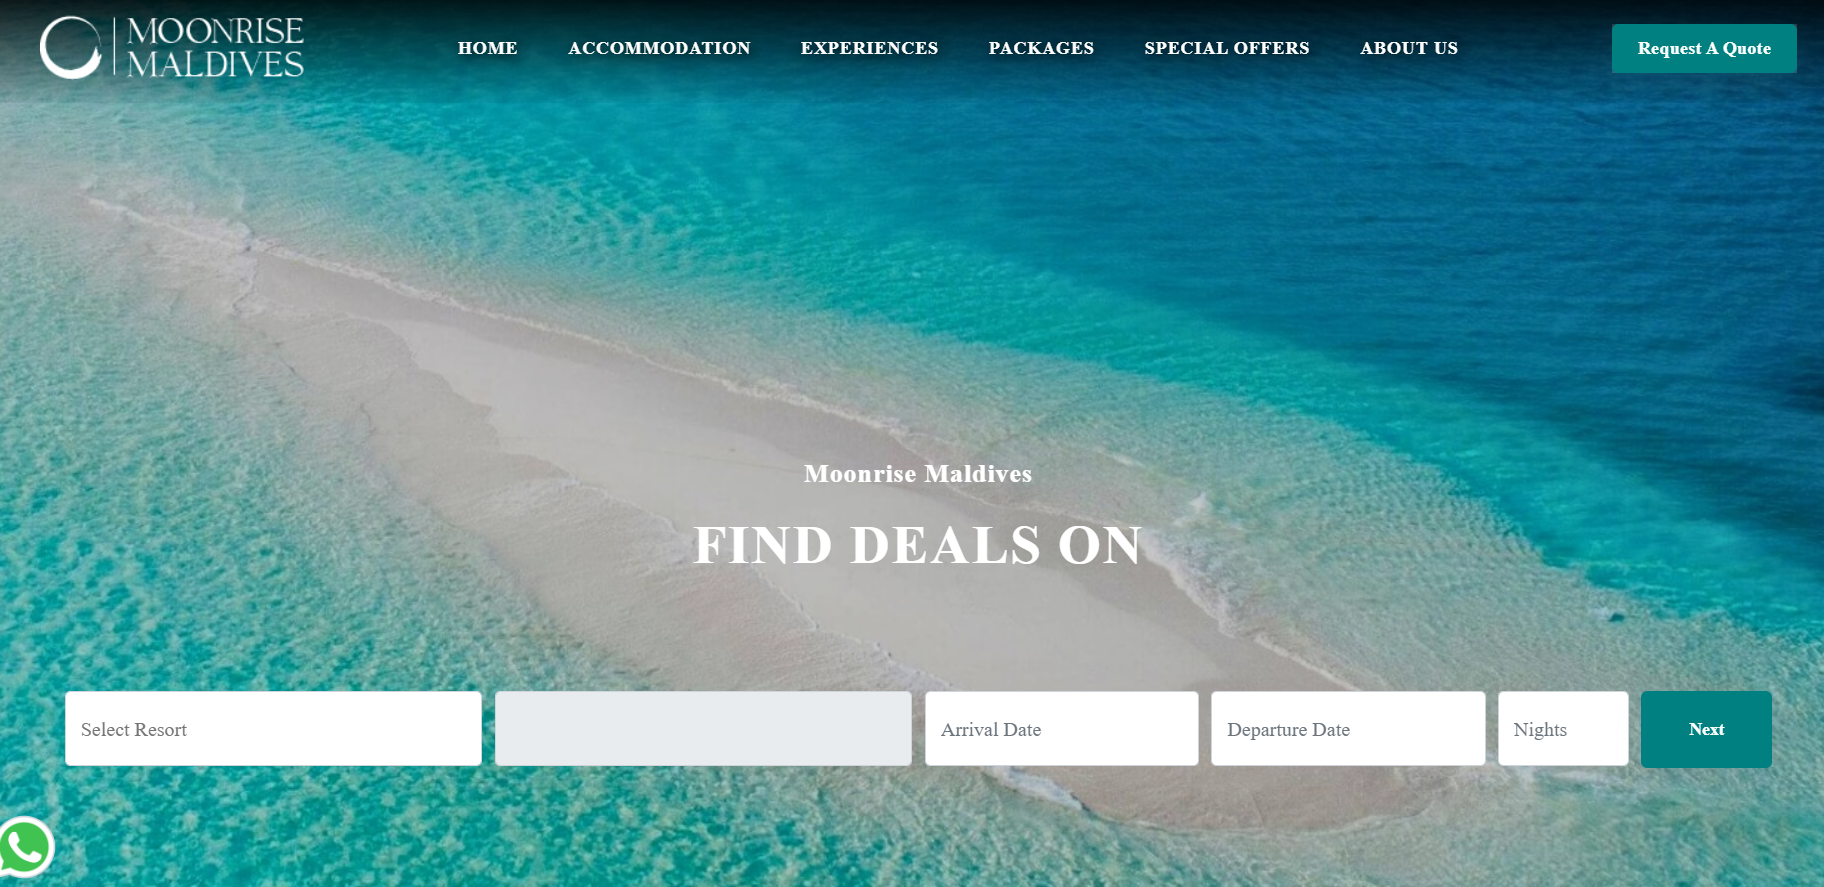 MOONRISE
MALDIVES
HOME ACCOMMODATION EXPERIENCES PACKAGES SPECIAL OFFERS ABOUT US
Request A Quote
Moonrise Maldives
FIND DEALS ON
Select Resort
Arrival Date
Departure Date
Nights
Next